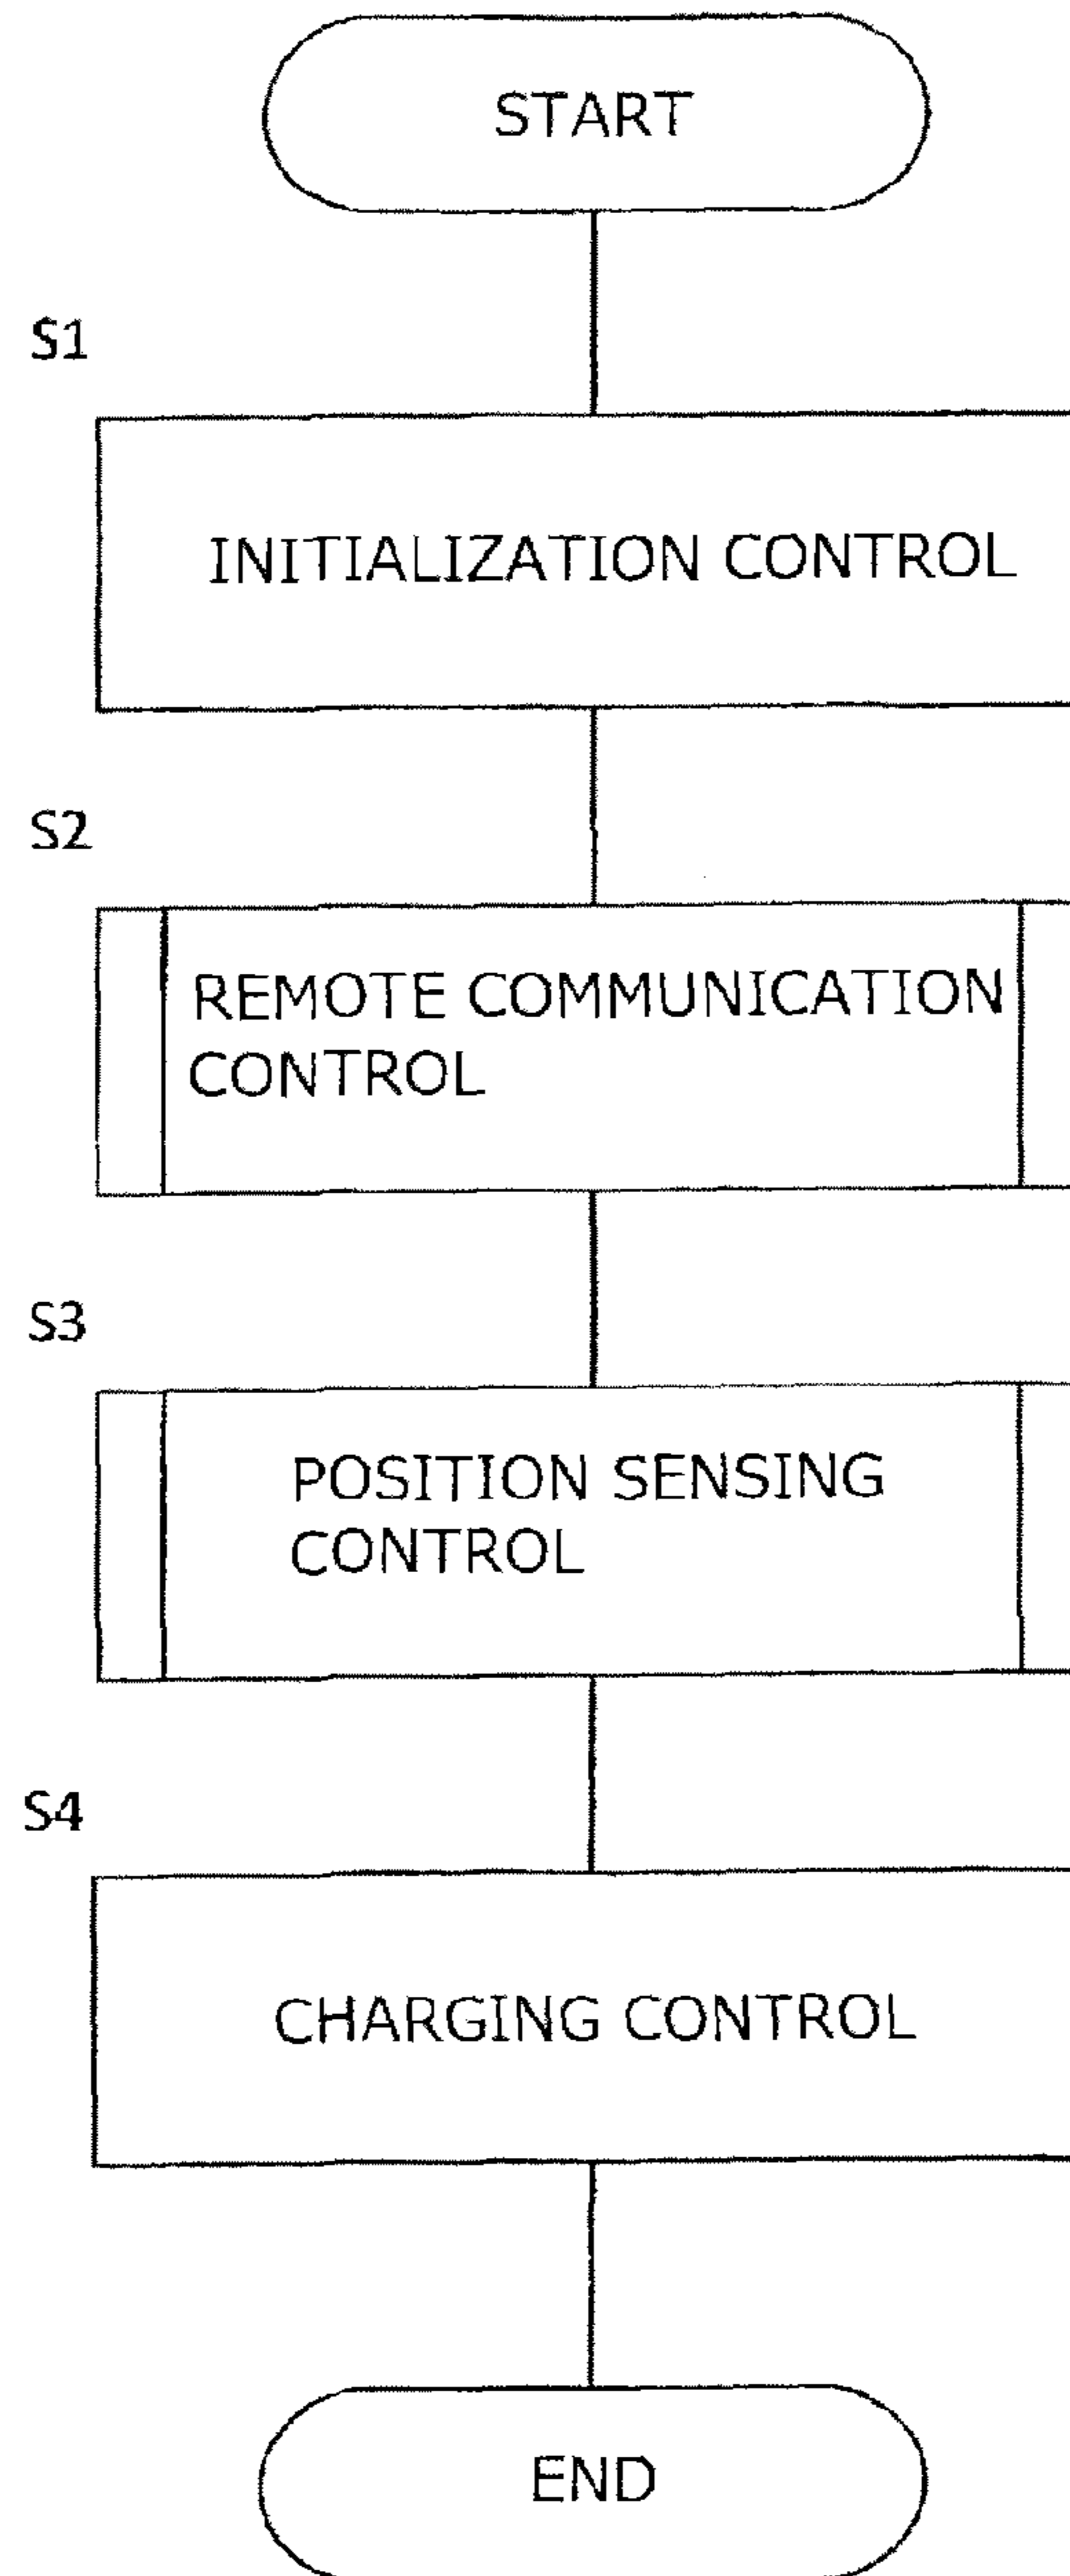 START
S1
INITIALIZATION CONTROL
S2
REMOTE COMMUNICATION
CONTROL
S3
POSITION SENSING
CONTROL
S4
CHARGING CONTROL
END